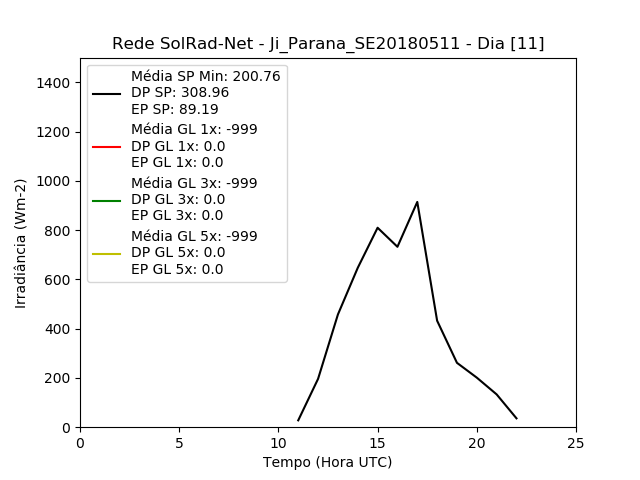 Rede SolRad-Net - Ji_Parana_SE20180511 - Dia [11]
Média SP Min: 200.76
DP SP: 308.96
EP SP: 89.19
Média GL 1x: -999
DP GL 1x: 0.0
EP GL 1x: 0.0
Média GL 3x: -999
DP GL 3x: 0.0
EP GL 3x: 0.0
Média GL 5x: -999
DP GL 5x: 0.0
EP GL 5x: 0.0
Irradiância (Wm-2)
1400
1200
1000
800
600
400
200
0
0 5 10 15 20 25
Tempo (Hora UTC)